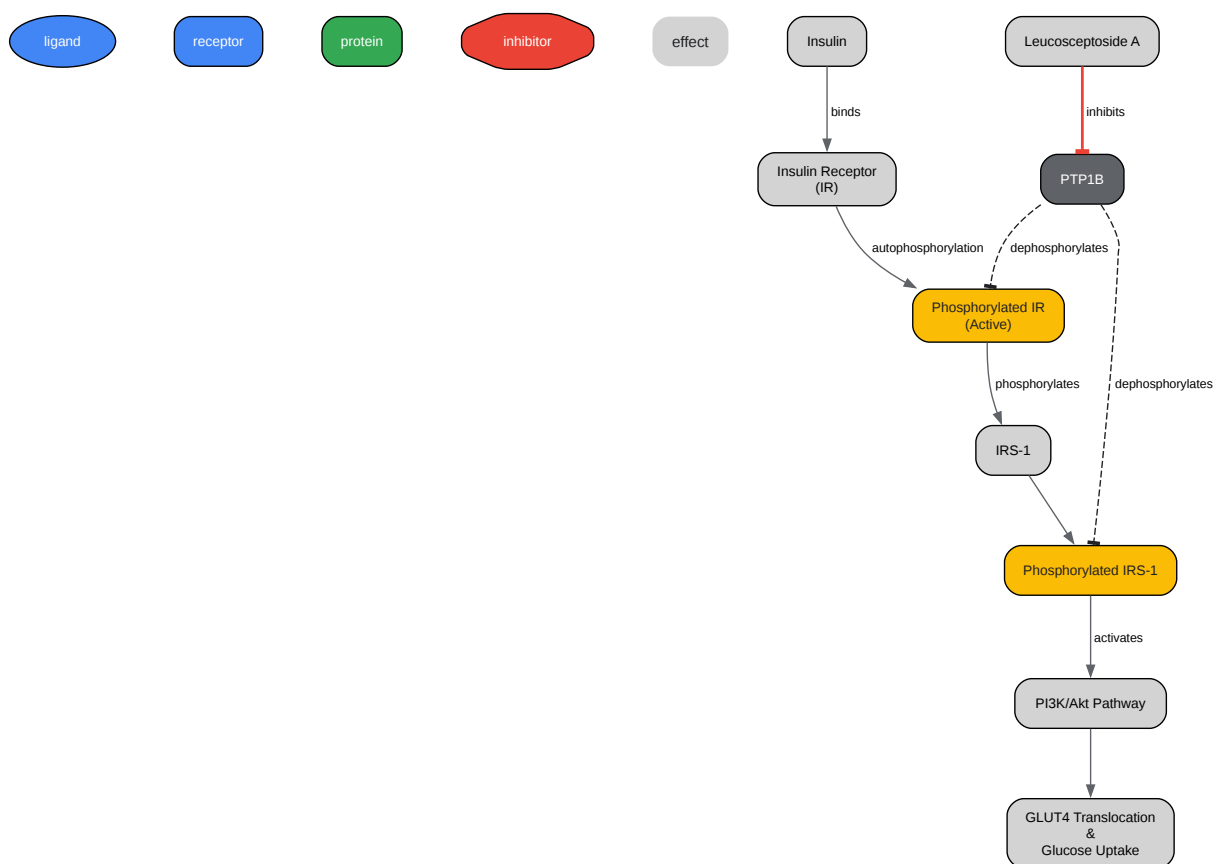 ligand
receptor
protein
inhibitor
effect
Insulin
Leucosceptoside A
binds
inhibits
Insulin Receptor
(IR)
PTP1B
autophosphorylation
dephosphorylates
Phosphorylated IR
(Active)
phosphorylates
dephosphorylates
IRS-1
Phosphorylated IRS-1
activates
PI3K/Akt Pathway
GLUT4 Translocation
&
Glucose Uptake